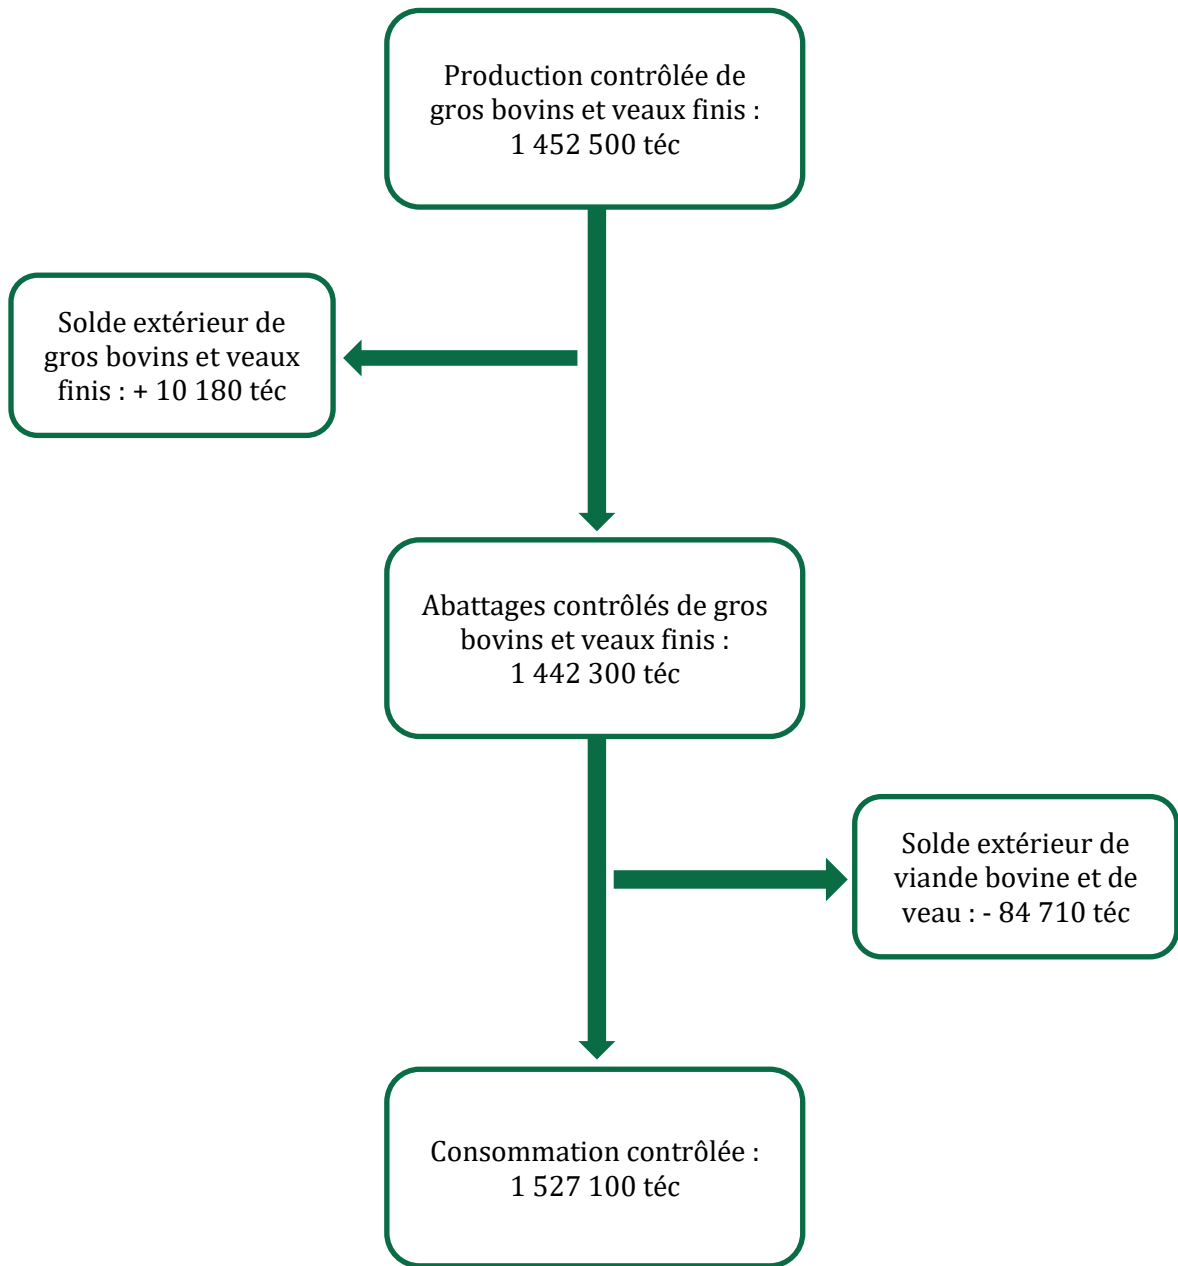 Production contrôlée de
gros bovins et veaux finis :
1 452 500 téc
Solde extérieur de
gros bovins et veaux
finis : + 10 180 téc
Abattages contrôlés de gros
bovins et veaux finis :
1 442 300 téc
Solde extérieur de
viande bovine et de
veau : - 84 710 téc
Consommation contrôlée :
1 527 100 téc